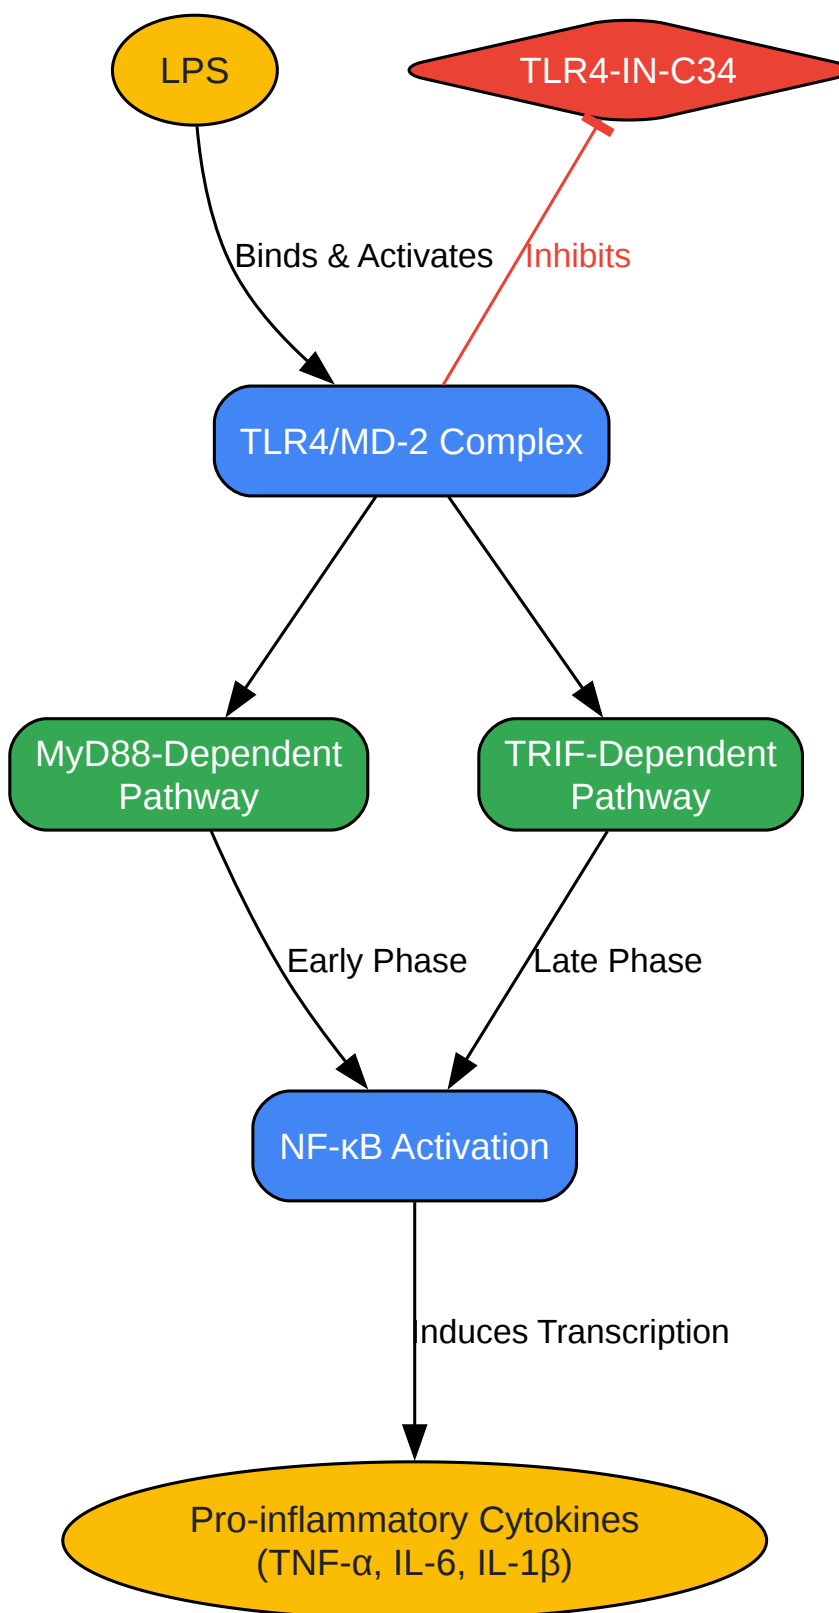 LPS
TLR4-IN-C34
Binds & Activates
Inhibits
TLR4/MD-2 Complex
MyD88-Dependent
Pathway
TRIF-Dependent
Pathway
Early Phase
Late Phase
NF-κB Activation
Induces Transcription
Pro-inflammatory Cytokines
(TNF-α, IL-6, IL-1β)